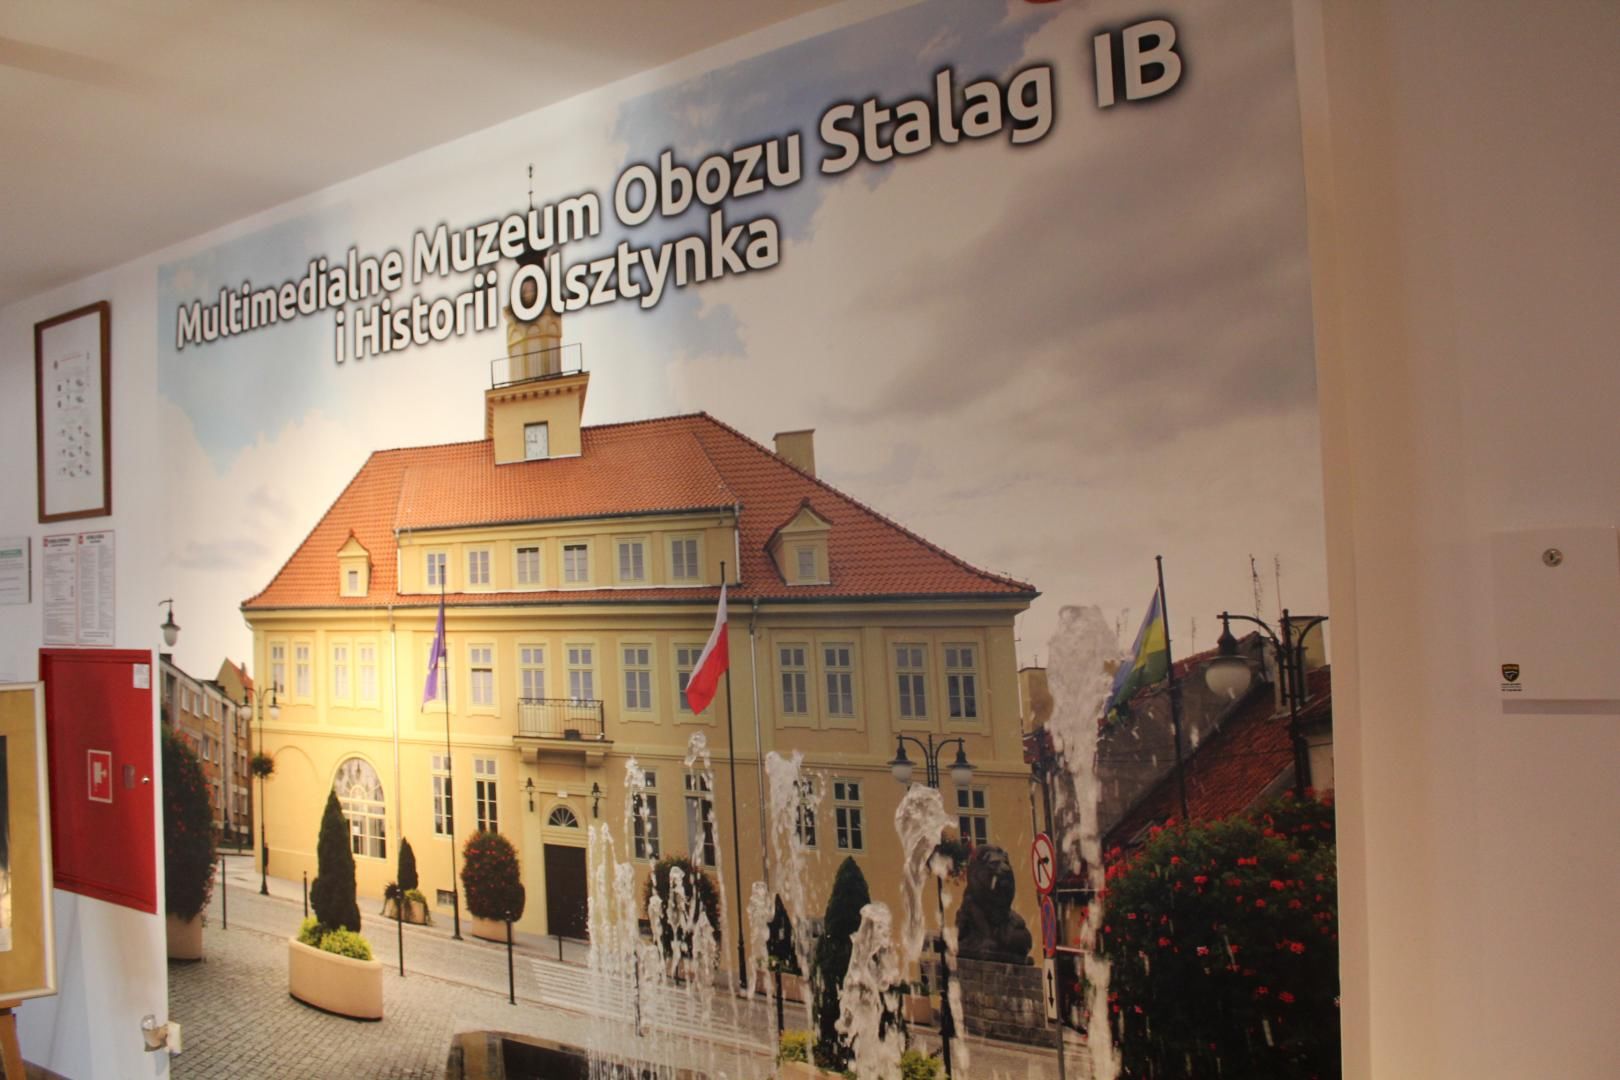 Multimedialne Muzeum Obozu Stalag IB
i Historii Olsztynka